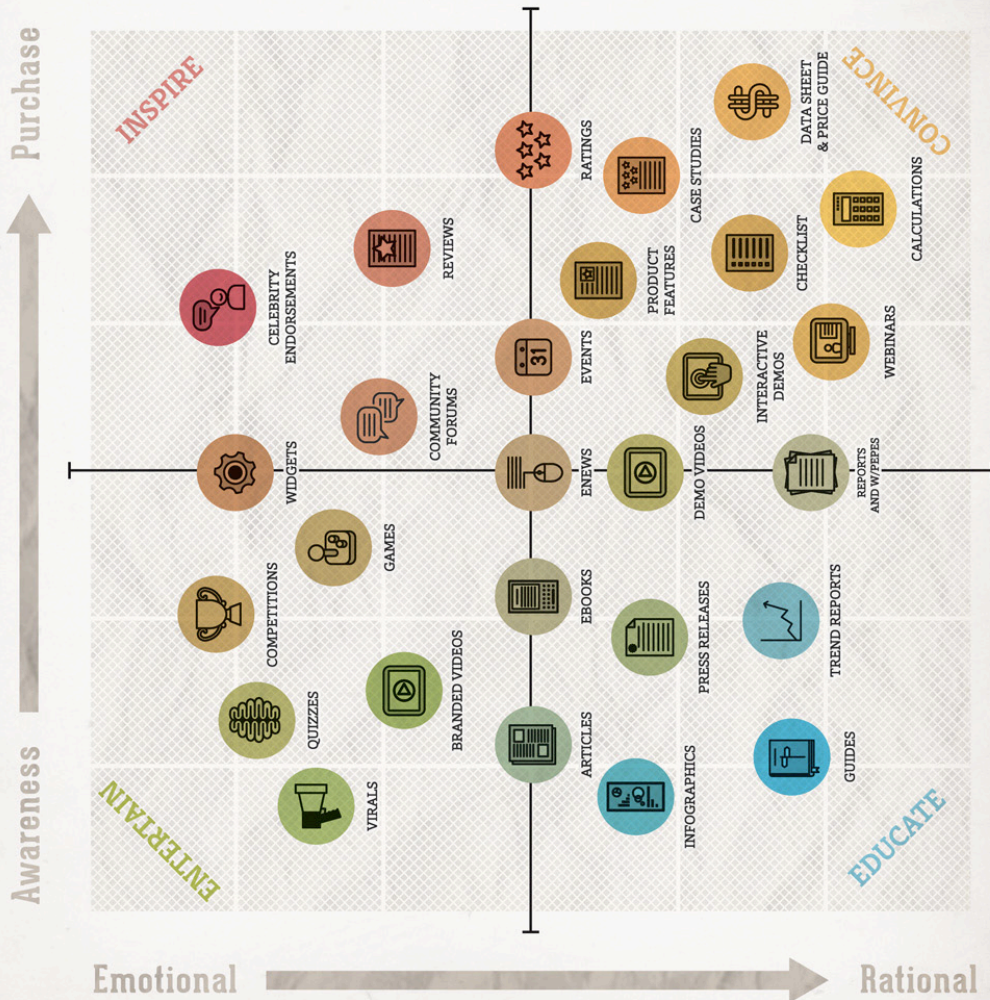 Purchase
Awareness
INSPIRE
CONVINCE
DATA SHEET
& PRICE GUIDE
RATINGS
CASE STUDIES
CALCULATIONS
REVIEWS
CHECKLIST
PRODUCT
FEATURES
CELEBRITY
ENDORSEMENTS
EVENTS
31
WEBINARS
INTERACTIVE
DEMOS
COMMUNITY
FORUMS
WIDGETS
ENEWS
DEMO VIDEOS
REPORTS
AND W/PEPES
GAMES
COMPETITIONS
EBOOKS
PRESS RELEASES
TREND REPORTS
BRANDED VIDEOS
QUIZZES
ARTICLES
GUIDES
VIRALS
INFOGRAPHICS
ENTERTAIN
EDUCATE
Emotional
Rational